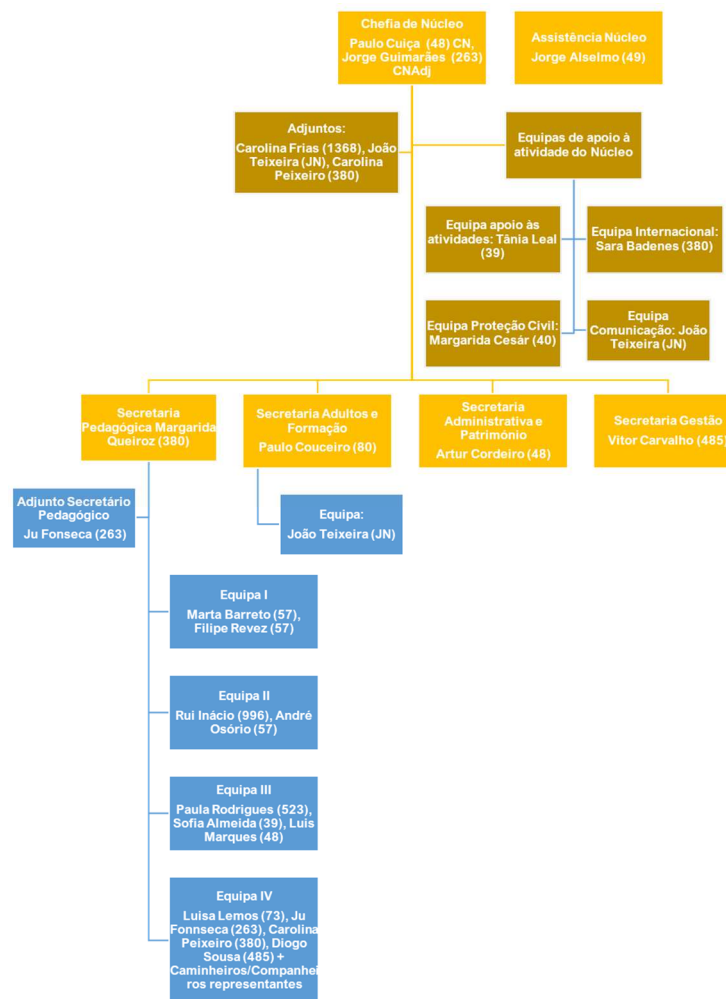 Chefia de Núcleo
Paulo Cuiça (48) CN,
Jorge Guimarães (263)
CNAdj
Assistência Núcleo
Jorge Alselmo (49)
Adjuntos:
Carolina Frias (1368), João
Teixeira (JN), Carolina
Peixeiro (380)
Equipas de apoio à
atividade do Núcleo
Equipa apoio às
atividades: Tânia Leal
(39)
Equipa Internacional:
Sara Badenes (380)
Equipa Proteção Civil:
Margarida Cesár (40)
Equipa
Comunicação: João
Teixeira (JN)
Secretaria
Pedagógica Margarida
Queiroz (380)
Secretaria Adultos e
Formação
Paulo Couceiro (80)
Secretaria
Administrativa e
Património
Artur Cordeiro (48)
Secretaria Gestão
Vitor Carvalho (485)
Adjunto Secretário
Pedagógico
Ju Fonseca (263)
Equipa:
João Teixeira (JN)
Equipa I
Marta Barreto (57),
Filipe Revez (57)
Equipa II
Rui Inácio (996), André
Osório (57)
Equipa III
Paula Rodrigues (523),
Sofia Almeida (39), Luis
Marques (48)
Equipa IV
Luisa Lemos (73), Ju
Fonnseca (263), Carolina
Peixeiro (380), Diogo
Sousa (485) +
Caminheiros/Companhei
ros representantes